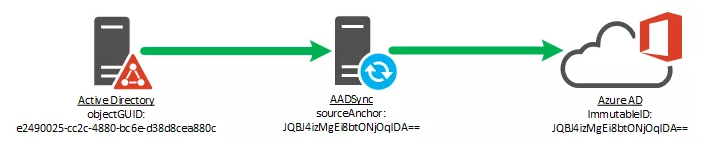 Active Directory
objectGUID:
e2490025-cc2c-4880-bc6e-d38d8cea880c
AADSync
sourceAnchor:
JQBJ4izMgEi8btONjOqIDA==
Azure AD
ImmutableID:
JQBJ4izMgEi8btONjOqIDA==